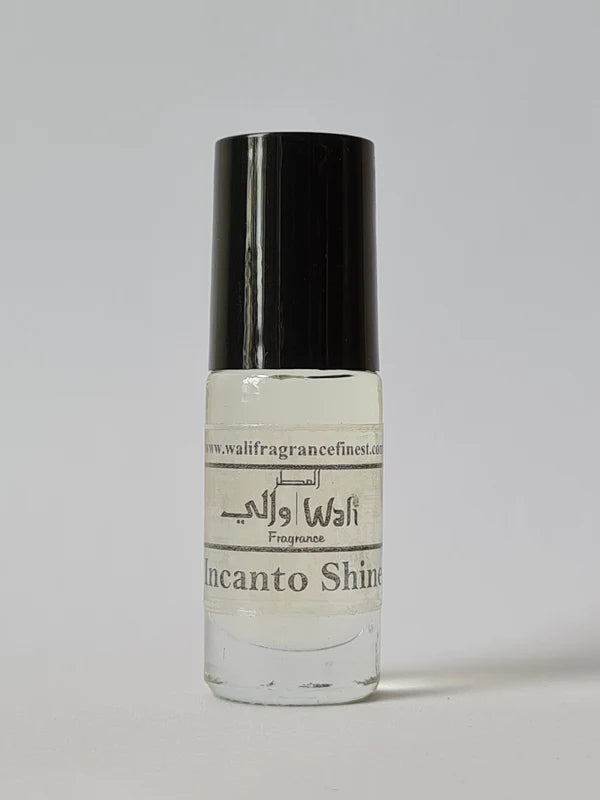 www.walifragrancefinest.com
العطر
والي | Wali
Fragrance
Incanto Shine